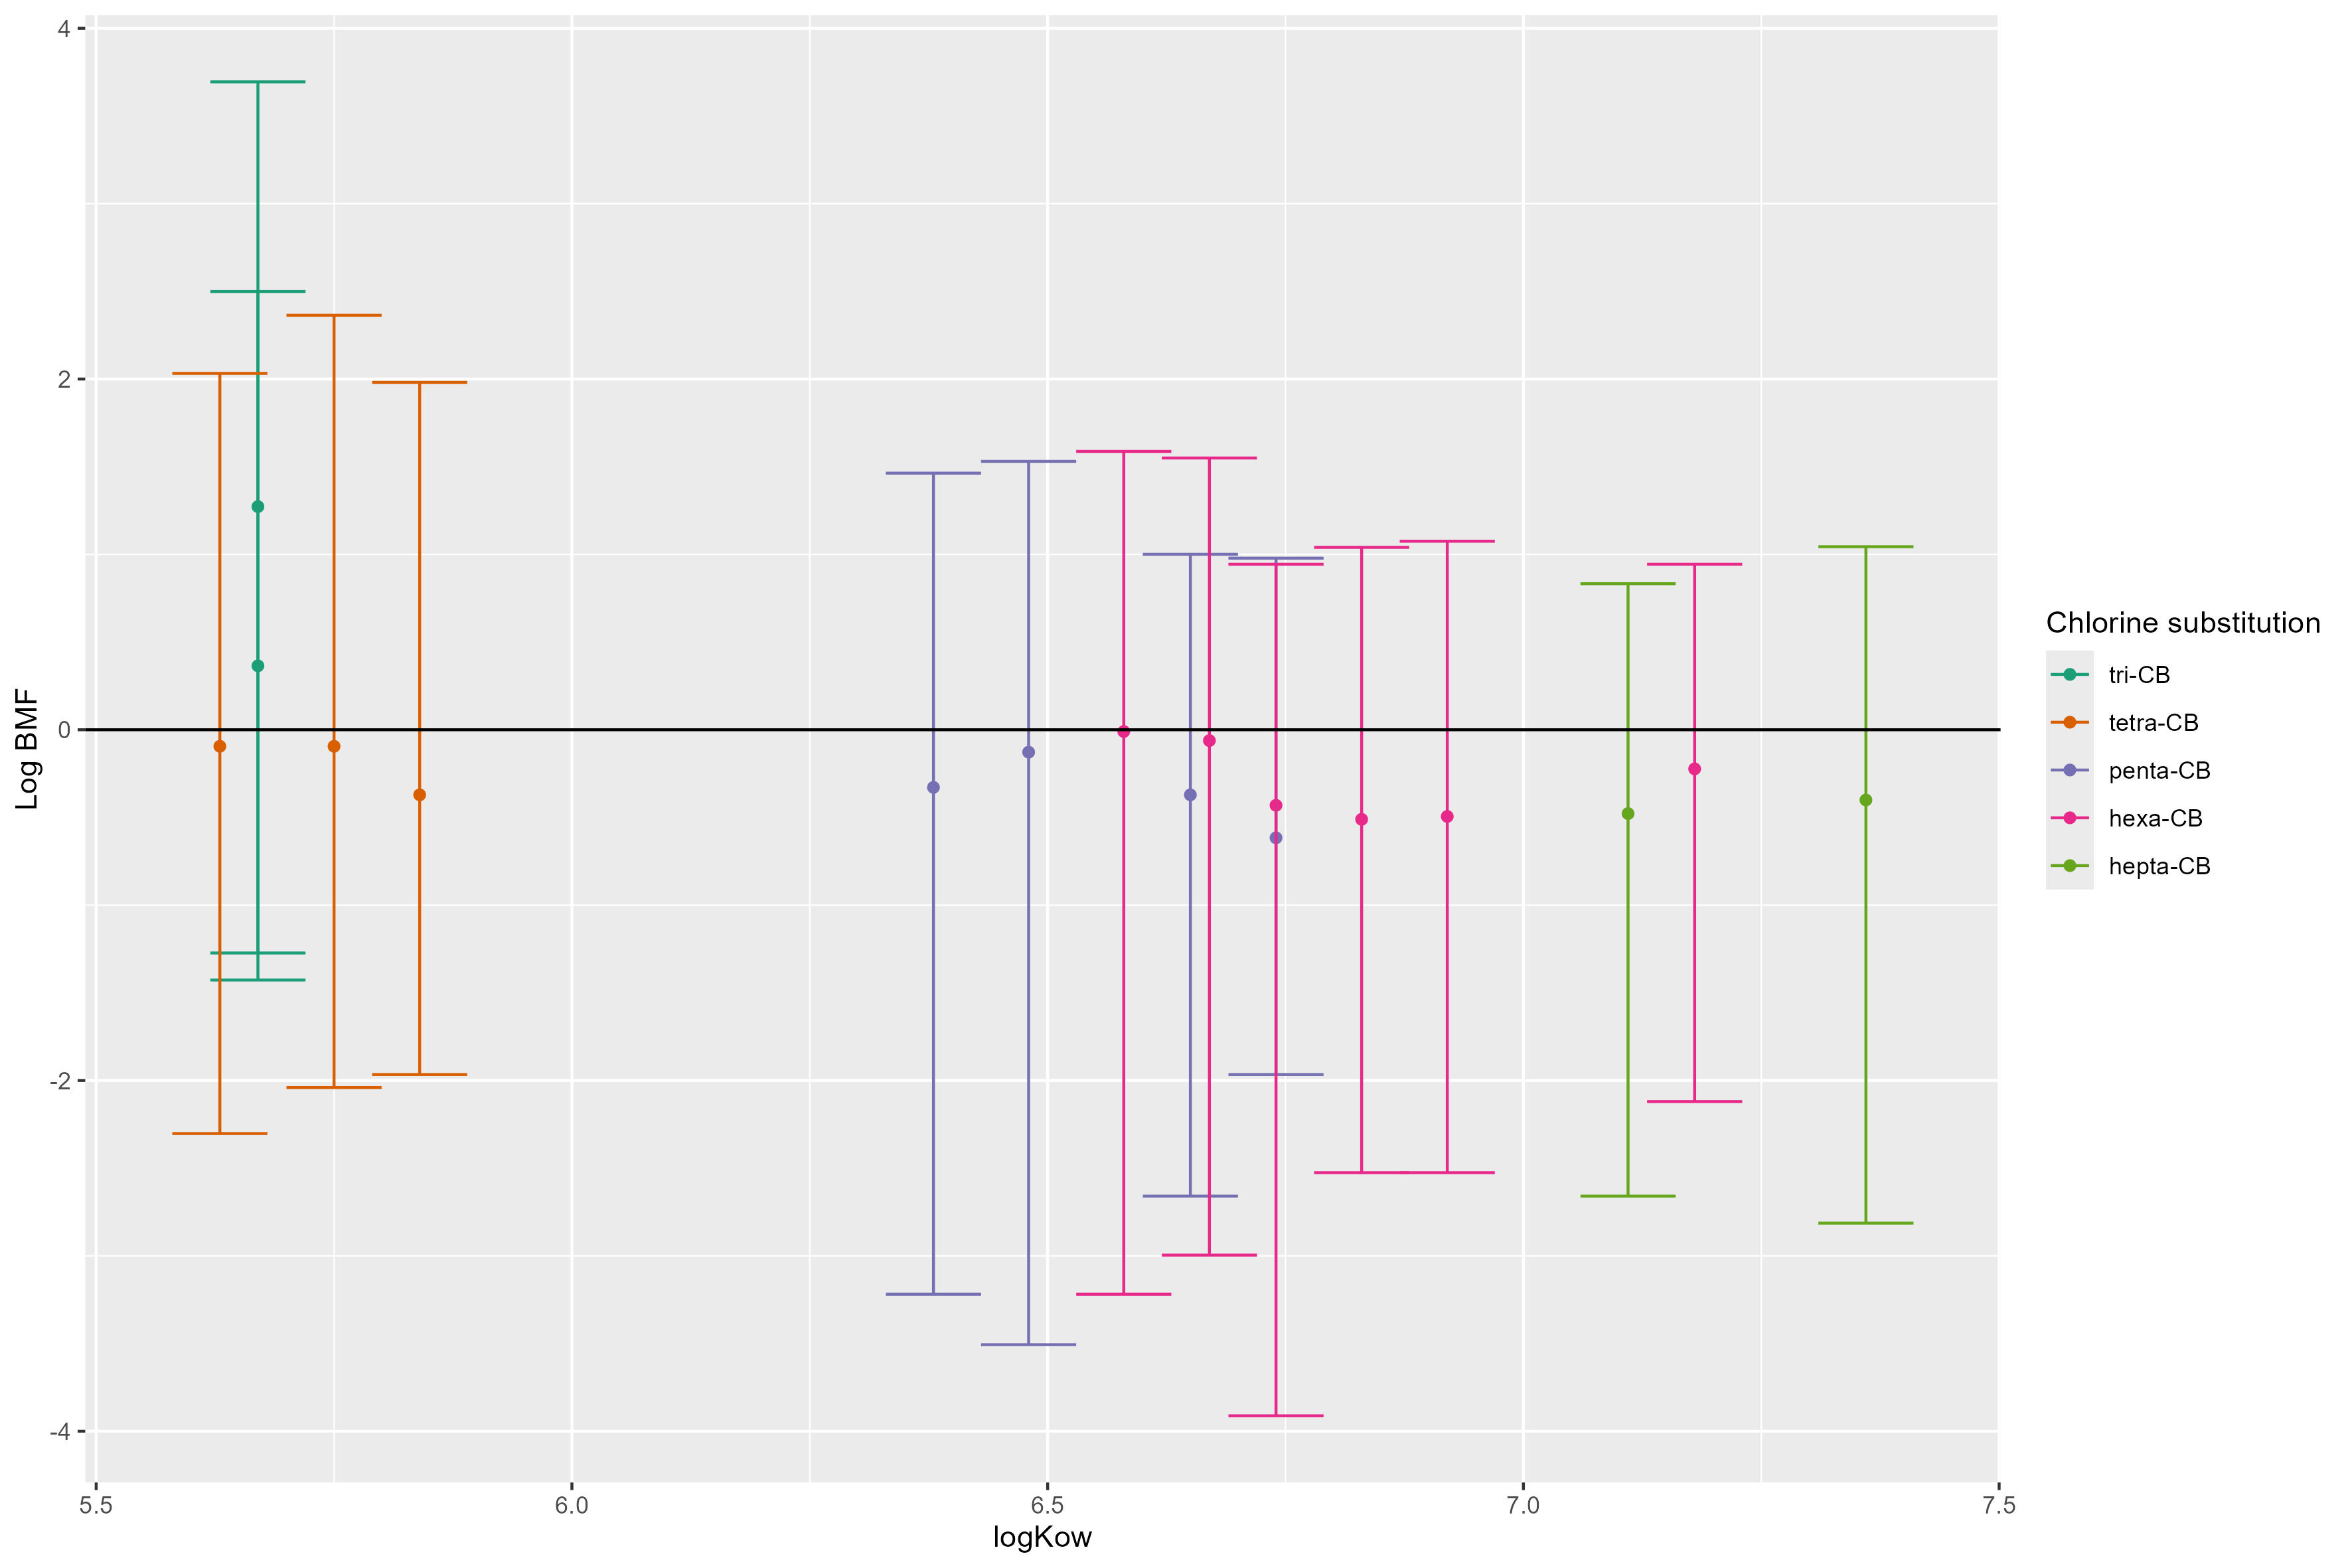 4
2
0
-2
-4
Log BMF
5.5
6.0
6.5
7.0
7.5
logKow
Chlorine substitution
tri-CB
tetra-CB
penta-CB
hexa-CB
hepta-CB